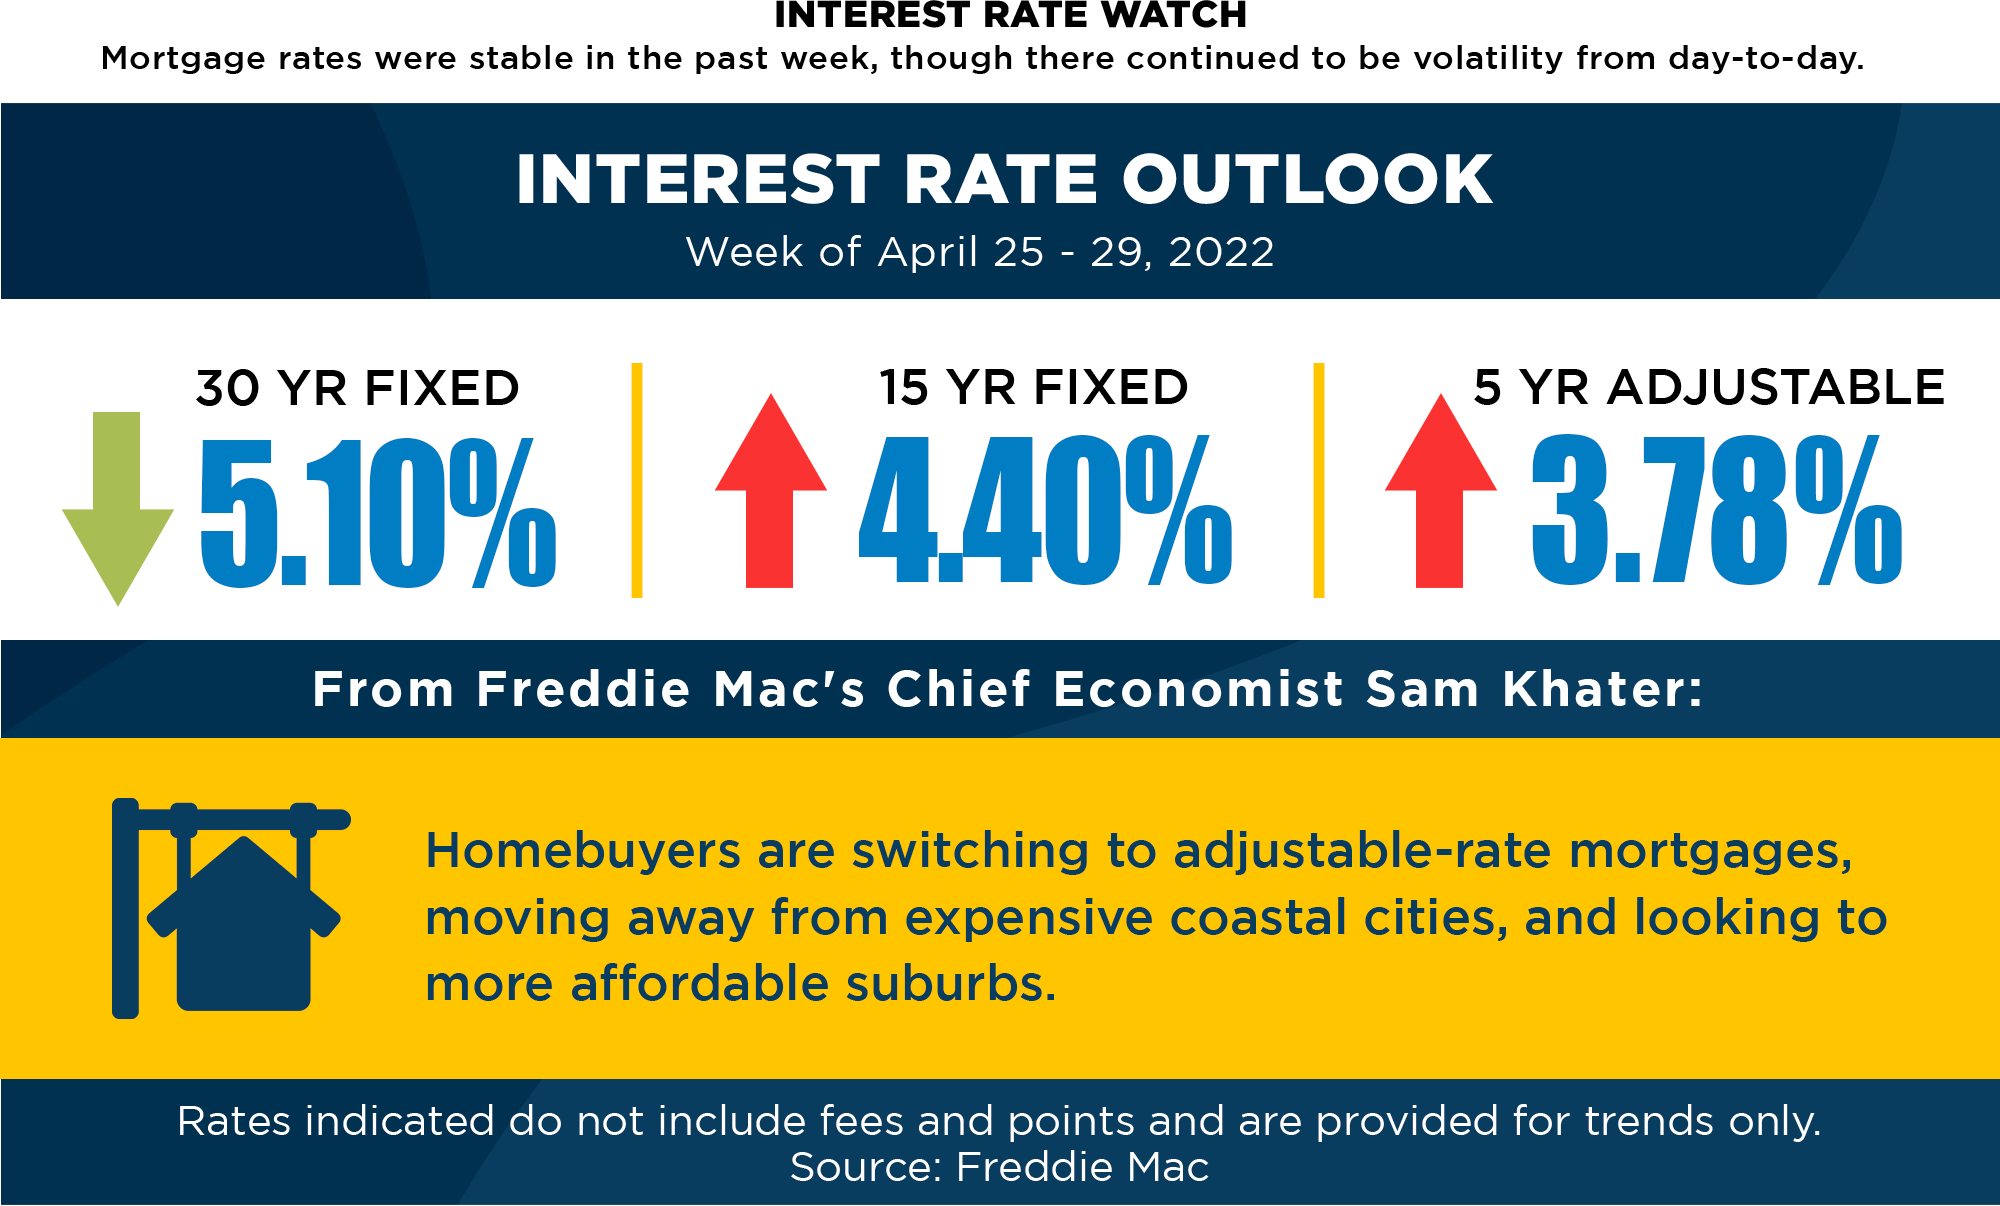 INTEREST RATE WATCH
Mortgage rates were stable in the past week, though there continued to be volatility from day-to-day.
INTEREST RATE OUTLOOK
Week of April 25 - 29, 2022
30 YR FIXED
5.10%
15 YR FIXED
4.40%
5 YR ADJUSTABLE
3.78%
From Freddie Mac's Chief Economist Sam Khater:
Homebuyers are switching to adjustable-rate mortgages,
moving away from expensive coastal cities, and looking to
more affordable suburbs.
Rates indicated do not include fees and points and are provided for trends only.
Source: Freddie Mac